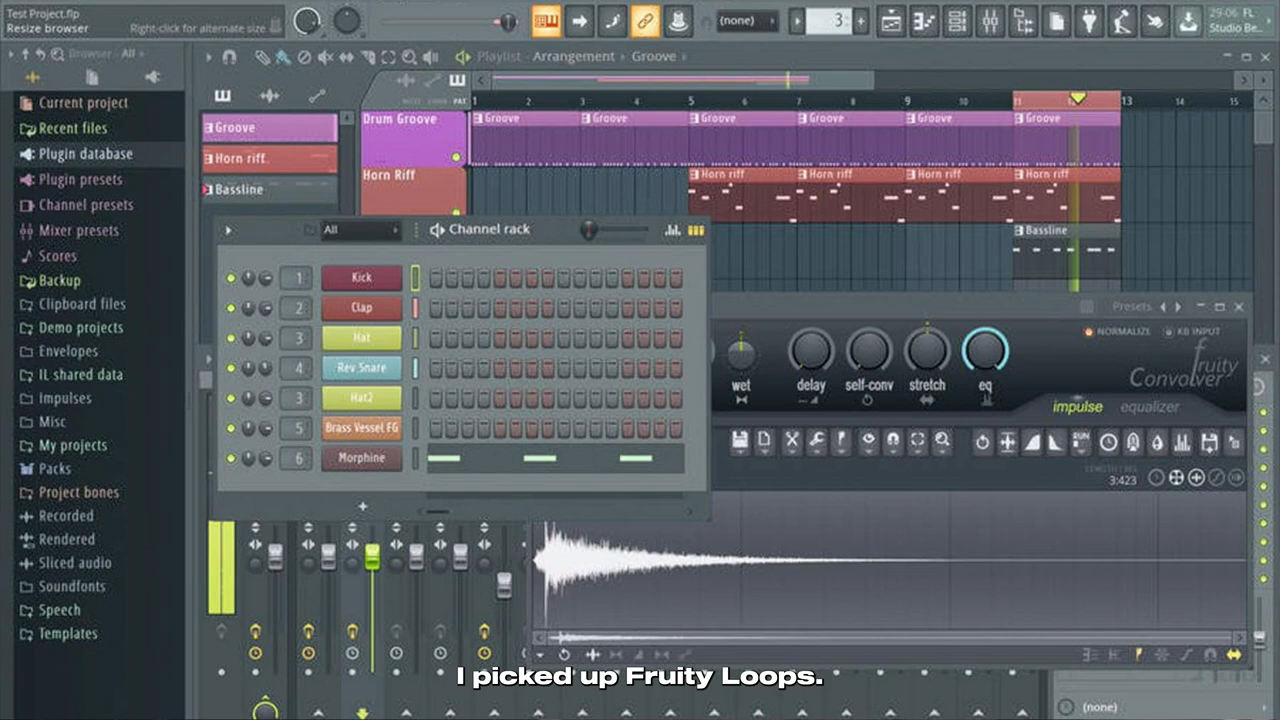 Test Project.flp
Resize browser
Right-click for alternate size
(none)
3
29-06 FL
Studio Be...
Browser - All
Playlist - Arrangement › Groove ›
Current project
Recent files
Plugin database
Plugin presets
Channel presets
Mixer presets
Scores
Backup
Clipboard files
Demo projects
Envelopes
IL shared data
Impulses
Misc
My projects
Packs
Project bones
Recorded
Rendered
Sliced audio
Soundfonts
Speech
Templates
Groove
Horn riff
Bassline
PAT
1 2 3 4 5 6 7 8 9 10 11 12 13 14 15
Drum Groove
Groove Groove Groove Groove Groove Groove
Horn Riff
Horn riff Horn riff Horn riff Horn riff
Bassline
All
Channel rack
1 Kick
2 Clap
3 Hat
4 Rev Snare
3 Hat2
5 Brass Vessel FG
6 Morphine
+
Presets
NORMALIZE KB INPUT
fruity
Convolver
wet delay self-conv stretch eq
impulse equalizer
RUN
3:423
I picked up Fruity Loops.
(none)